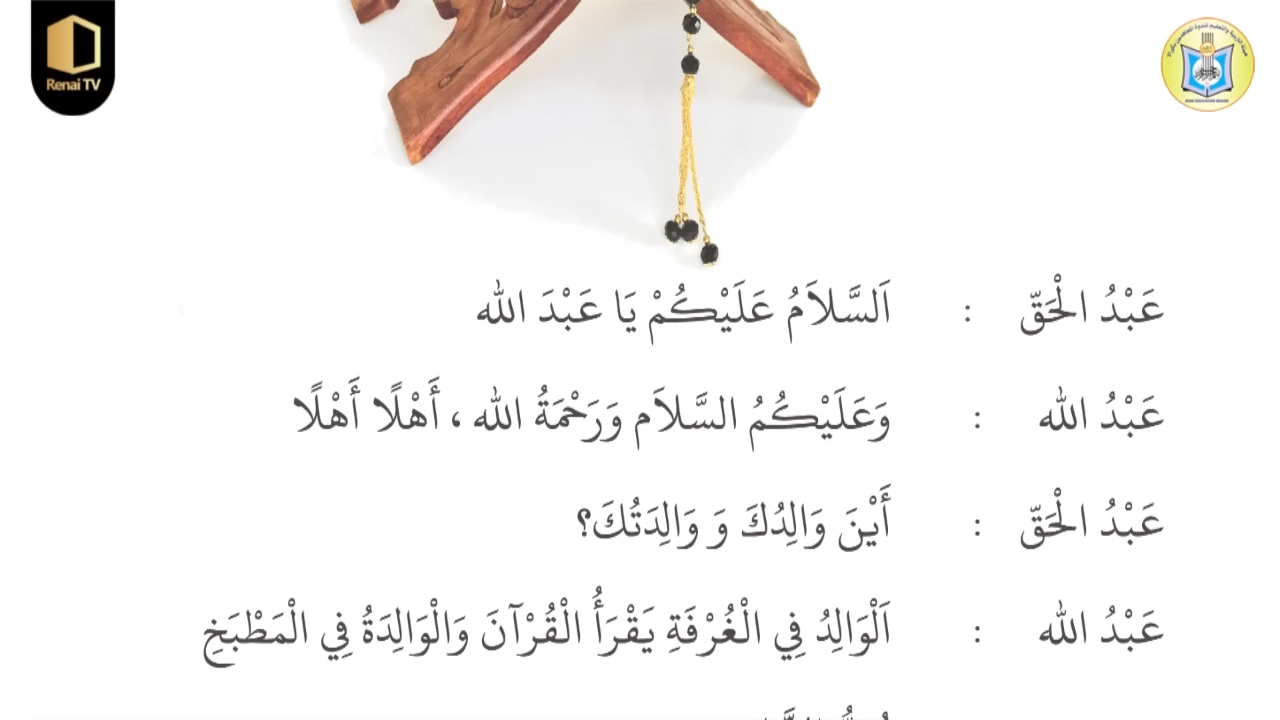 Renai TV
عَبْدُ الْحَقّ : اَلسَّلاَمُ عَلَيْكُمْ يَا عَبْدَ الله
عَبْدُ الله : وَعَلَيْكُمُ السَّلاَم وَرَحْمَةُ الله ، أَهْلًا أَهْلًا
عَبْدُ الْحَقّ : أَيْنَ وَالِدُكَ وَ وَالِدَتُكَ؟
عَبْدُ الله : اَلْوَالِدُ فِي الْغُرْفَةِ يَقْرَأُ الْقُرْآنَ وَالْوَالِدَةُ فِي الْمَطْبَخِ